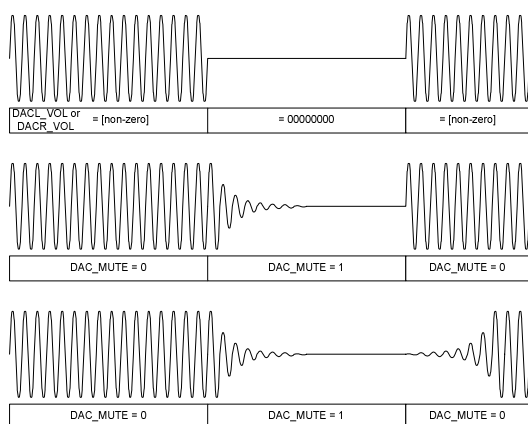 DACL_VOL or
DACR_VOL = [non-zero]
= 00000000
= [non-zero]
DAC_MUTE = 0
DAC_MUTE = 1
DAC_MUTE = 0
DAC_MUTE = 0
DAC_MUTE = 1
DAC_MUTE = 0